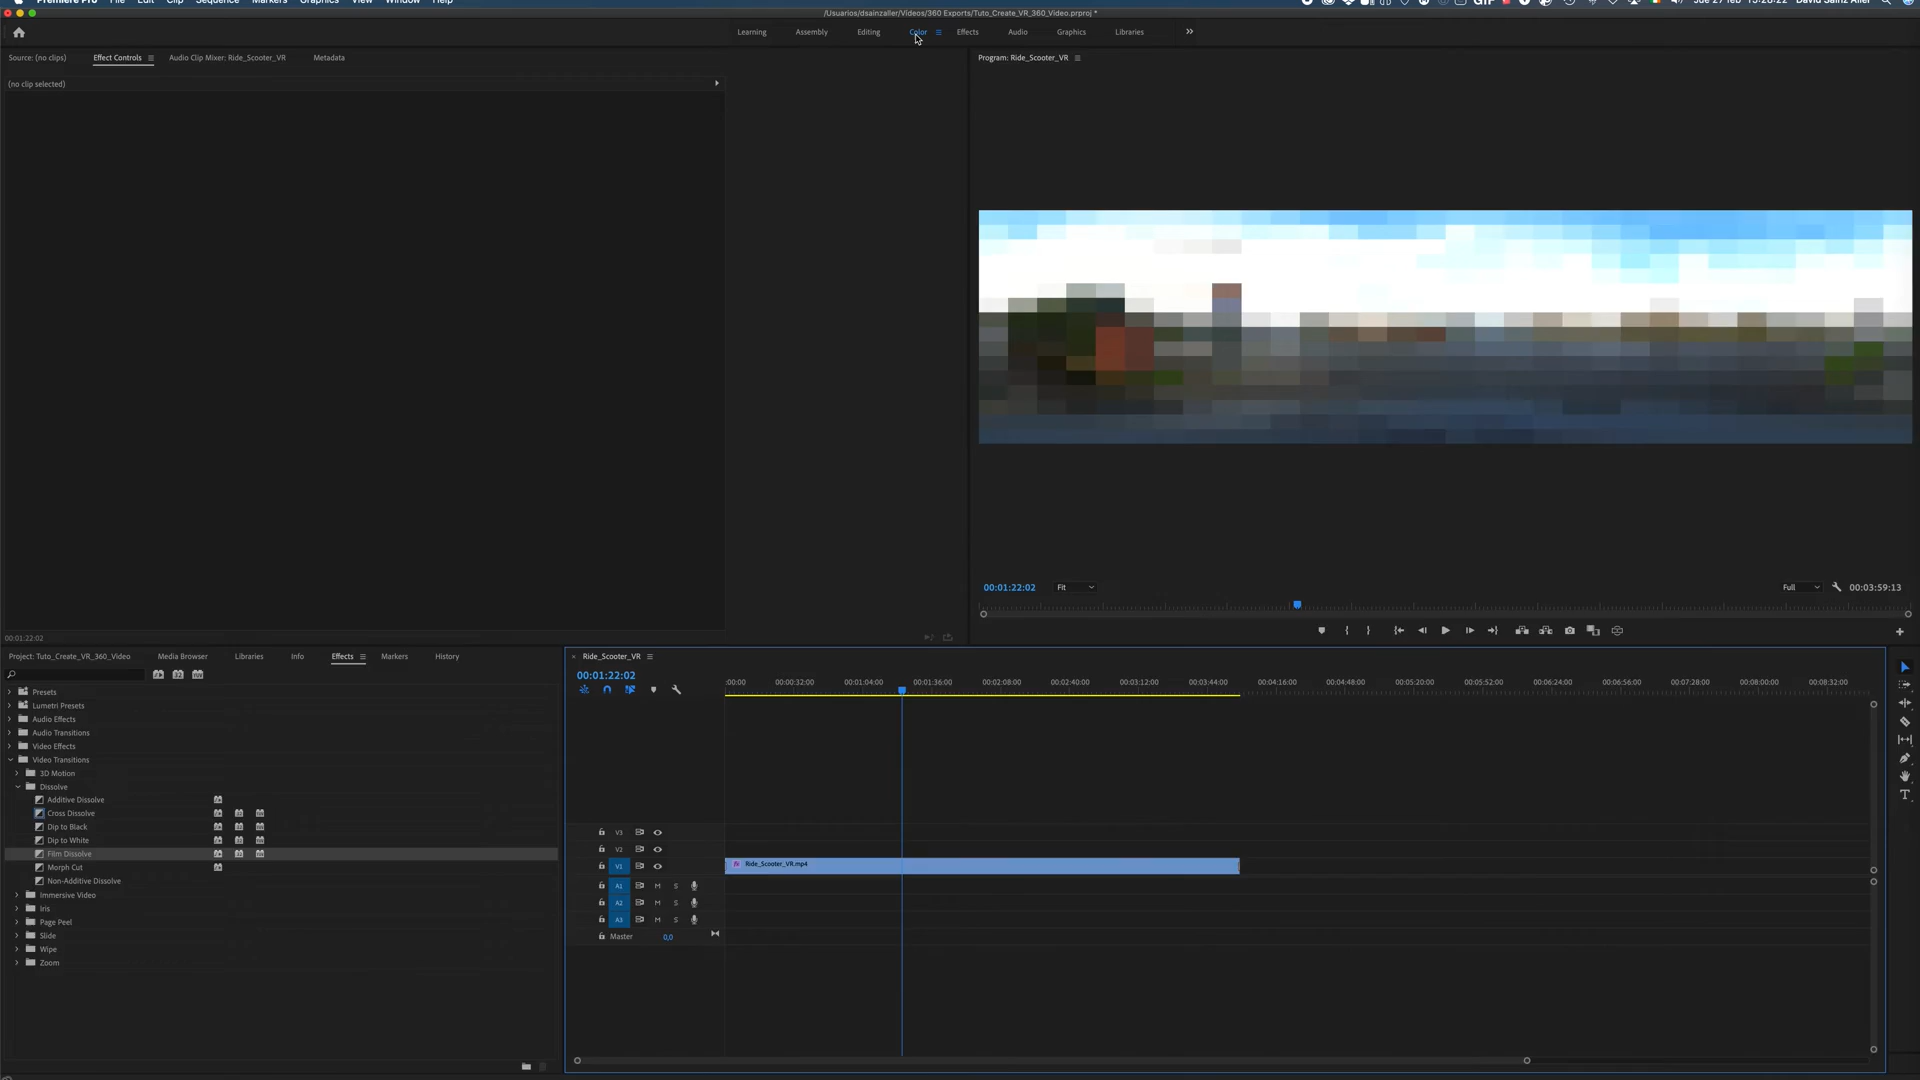 Premiere Pro File Edit Clip Sequence Markers Graphics View Window Help
/Usuarios/dsainzaller/Videos/360 Exports/Tuto_Create_VR_360_Video.prproj *
Learning Assembly Editing Color Effects Audio Graphics Libraries
Source: (no clips) Effect Controls Audio Clip Mixer: Ride_Scooter_VR Metadata
(no clip selected)
00:01:22:02
Program: Ride_Scooter_VR
00:01:22:02 Fit Full 00:03:59:13
Project: Tuto_Create_VR_360_Video Media Browser Libraries Info Effects Markers History
Presets
Lumetri Presets
Audio Effects
Audio Transitions
Video Effects
Video Transitions
3D Motion
Dissolve
Additive Dissolve
Cross Dissolve
Dip to Black
Dip to White
Film Dissolve
Morph Cut
Non-Additive Dissolve
Immersive Video
Iris
Page Peel
Slide
Wipe
Zoom
Ride_Scooter_VR
00:01:22:02
:00:00 00:00:32:00 00:01:04:00 00:01:36:00 00:02:08:00 00:02:40:00 00:03:12:00 00:03:44:00 00:04:16:00 00:04:48:00 00:05:20:00 00:05:52:00 00:06:24:00 00:06:56:00 00:07:28:00 00:08:00:00 00:08:32:00
V3
V2
V1 fx Ride_Scooter_VR.mp4
A1 M S
A2 M S
A3 M S
Master 0,0